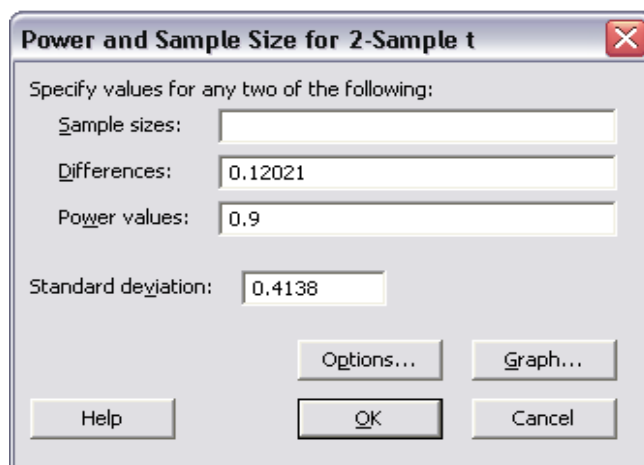 Power and Sample Size for 2-Sample t
Specify values for any two of the following:
Sample sizes:
Differences: 0.12021
Power values: 0.9
Standard deviation: 0.4138
Options... Graph...
Help OK Cancel